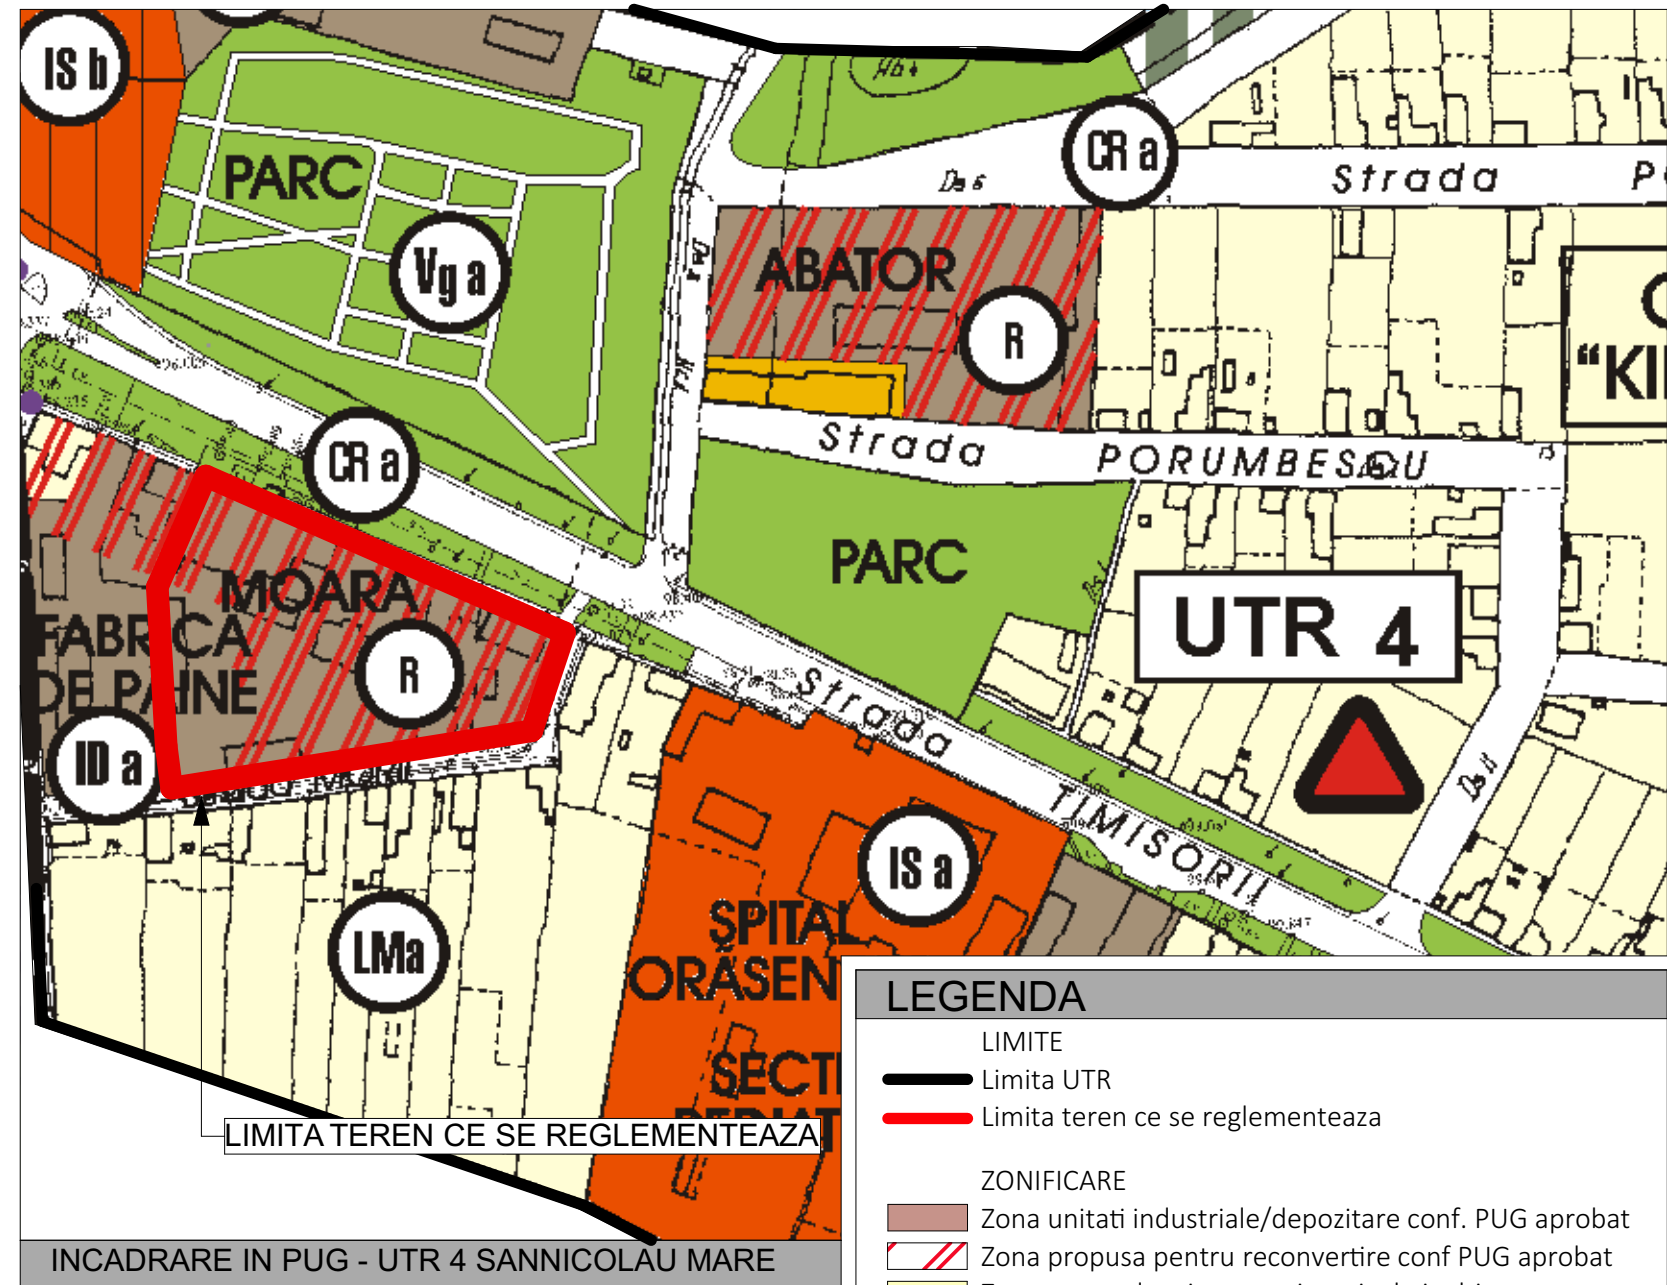 IS b
PARC
Vg a
CR a
Strada
ABATOR
R
Strada PORUMBESCU
"KI
CR a
PARC
UTR 4
MOARA
FABRICA
DE PAINE
R
ID a
Strada TIMISORII
IS a
LMa
SPITAL
ORĂSEN
SECTI
LIMITA TEREN CE SE REGLEMENTEAZA
INCADRARE IN PUG - UTR 4 SANNICOLAU MARE
LEGENDA
LIMITE
Limita UTR
Limita teren ce se reglementeaza
ZONIFICARE
Zona unitati industriale/depozitare conf. PUG aprobat
Zona propusa pentru reconvertire conf PUG aprobat